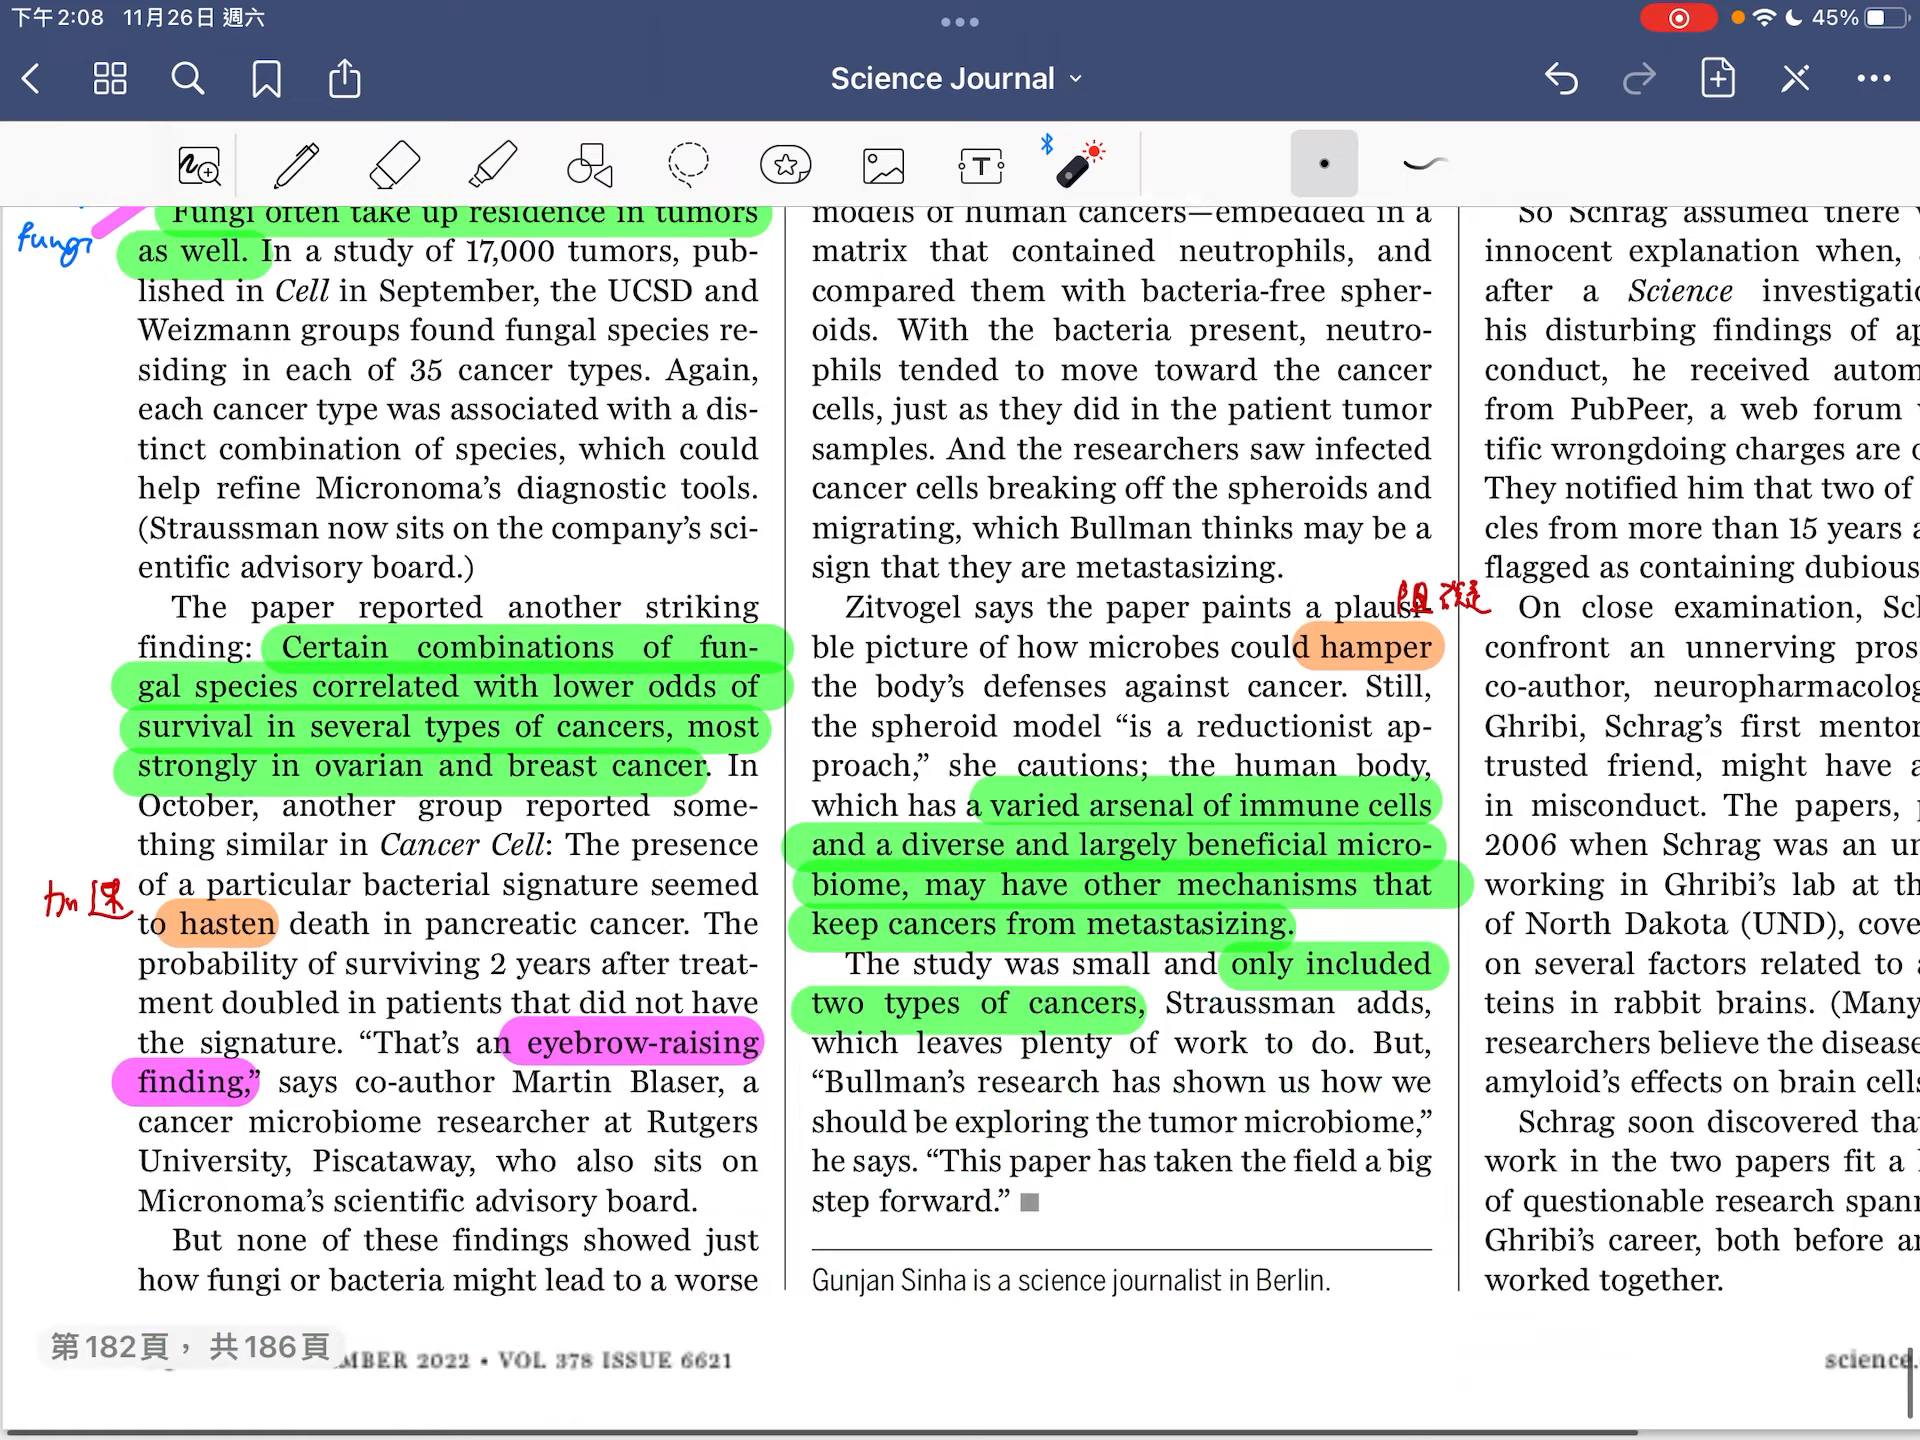 下午2:08 11月26日 週六
45%
Science Journal
T
fungi
Fungi often take up residence in tumors
as well. In a study of 17,000 tumors, pub-
lished in Cell in September, the UCSD and
Weizmann groups found fungal species re-
siding in each of 35 cancer types. Again,
each cancer type was associated with a dis-
tinct combination of species, which could
help refine Micronoma’s diagnostic tools.
(Straussman now sits on the company’s sci-
entific advisory board.)
The paper reported another striking
finding: Certain combinations of fun-
gal species correlated with lower odds of
survival in several types of cancers, most
strongly in ovarian and breast cancer. In
October, another group reported some-
thing similar in Cancer Cell: The presence
of a particular bacterial signature seemed
加速
to hasten death in pancreatic cancer. The
probability of surviving 2 years after treat-
ment doubled in patients that did not have
the signature. “That’s an eyebrow-raising
finding,” says co-author Martin Blaser, a
cancer microbiome researcher at Rutgers
University, Piscataway, who also sits on
Micronoma’s scientific advisory board.
But none of these findings showed just
how fungi or bacteria might lead to a worse
models of human cancers—embedded in a
matrix that contained neutrophils, and
compared them with bacteria-free spher-
oids. With the bacteria present, neutro-
phils tended to move toward the cancer
cells, just as they did in the patient tumor
samples. And the researchers saw infected
cancer cells breaking off the spheroids and
migrating, which Bullman thinks may be a
sign that they are metastasizing.
阻礙
Zitvogel says the paper paints a plausi-
ble picture of how microbes could hamper
the body’s defenses against cancer. Still,
the spheroid model “is a reductionist ap-
proach,” she cautions; the human body,
which has a varied arsenal of immune cells
and a diverse and largely beneficial micro-
biome, may have other mechanisms that
keep cancers from metastasizing.
The study was small and only included
two types of cancers, Straussman adds,
which leaves plenty of work to do. But,
“Bullman’s research has shown us how we
should be exploring the tumor microbiome,”
he says. “This paper has taken the field a big
step forward.”
Gunjan Sinha is a science journalist in Berlin.
So Schrag assumed there
innocent explanation when,
after a Science
his disturbing findings of
conduct, he received
from PubPeer, a web forum
tific wrongdoing charges are
They notified him that two of
cles from more than 15 years
flagged as containing dubious
On close examination,
confront an unnerving
co-author,
Ghribi, Schrag’s first
trusted friend, might have a
in misconduct. The papers,
2006 when Schrag was an
working in Ghribi’s lab at
of North Dakota (UND),
on several factors related to
teins in rabbit brains. (Many
researchers believe the disease
amyloid’s effects on brain cells
Schrag soon discovered
work in the two papers fit a
of questionable research
Ghribi’s career, both before
worked together.
第182頁，共186頁
MBER 2022 • VOL 378 ISSUE 6621
science.